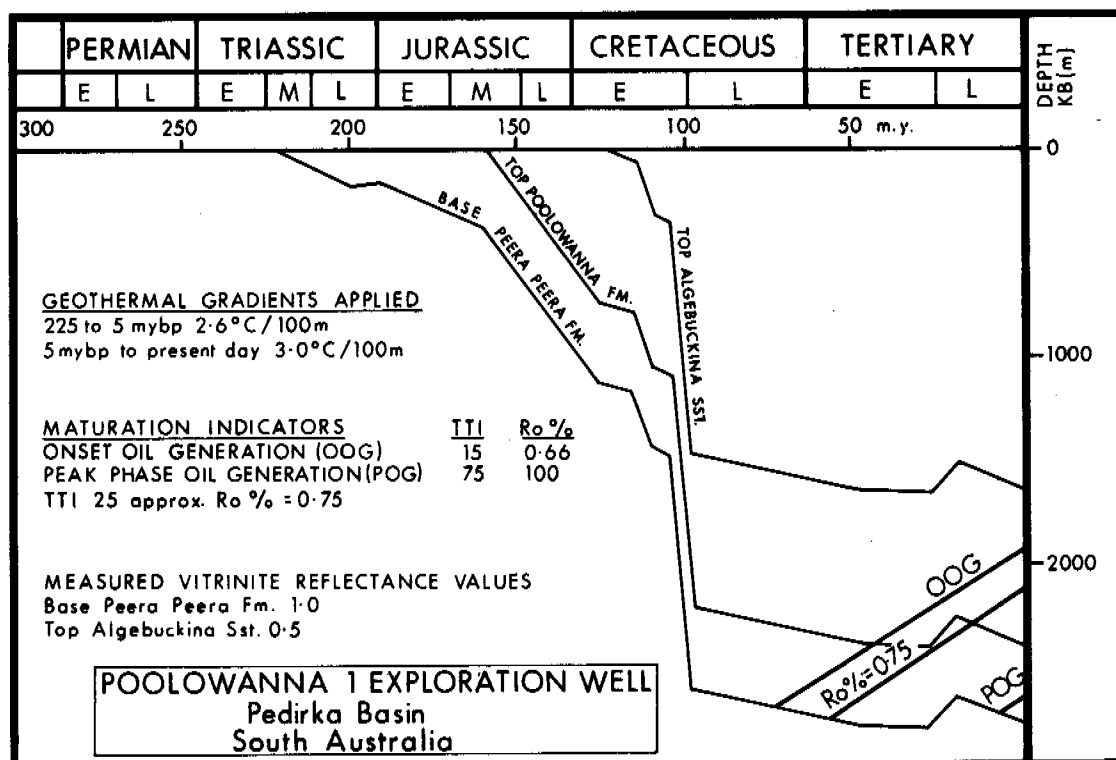 PERMIAN TRIASSIC JURASSIC CRETACEOUS TERTIARY
E L E M L E M L E L E L
DEPTH
KB(m)
300 250 200 150 100 50 m.y.
0
1000
2000
BASE PEERA PEERA FM.
TOP POOLOWANNA FM.
TOP ALGEBUCKINA SST.
GEOTHERMAL GRADIENTS APPLIED
225 to 5 mybp 2·6°C/100m
5mybp to present day 3·0°C/100m
MATURATION INDICATORS TTI Ro%
ONSET OIL GENERATION (OOG) 15 0·66
PEAK PHASE OIL GENERATION(POG) 75 100
TTI 25 approx. Ro% = 0·75
MEASURED VITRINITE REFLECTANCE VALUES
Base Peera Peera Fm. 1·0
Top Algebuckina Sst. 0·5
OOG
Ro%=0·75
POG
POOLOWANNA 1 EXPLORATION WELL
Pedirka Basin
South Australia